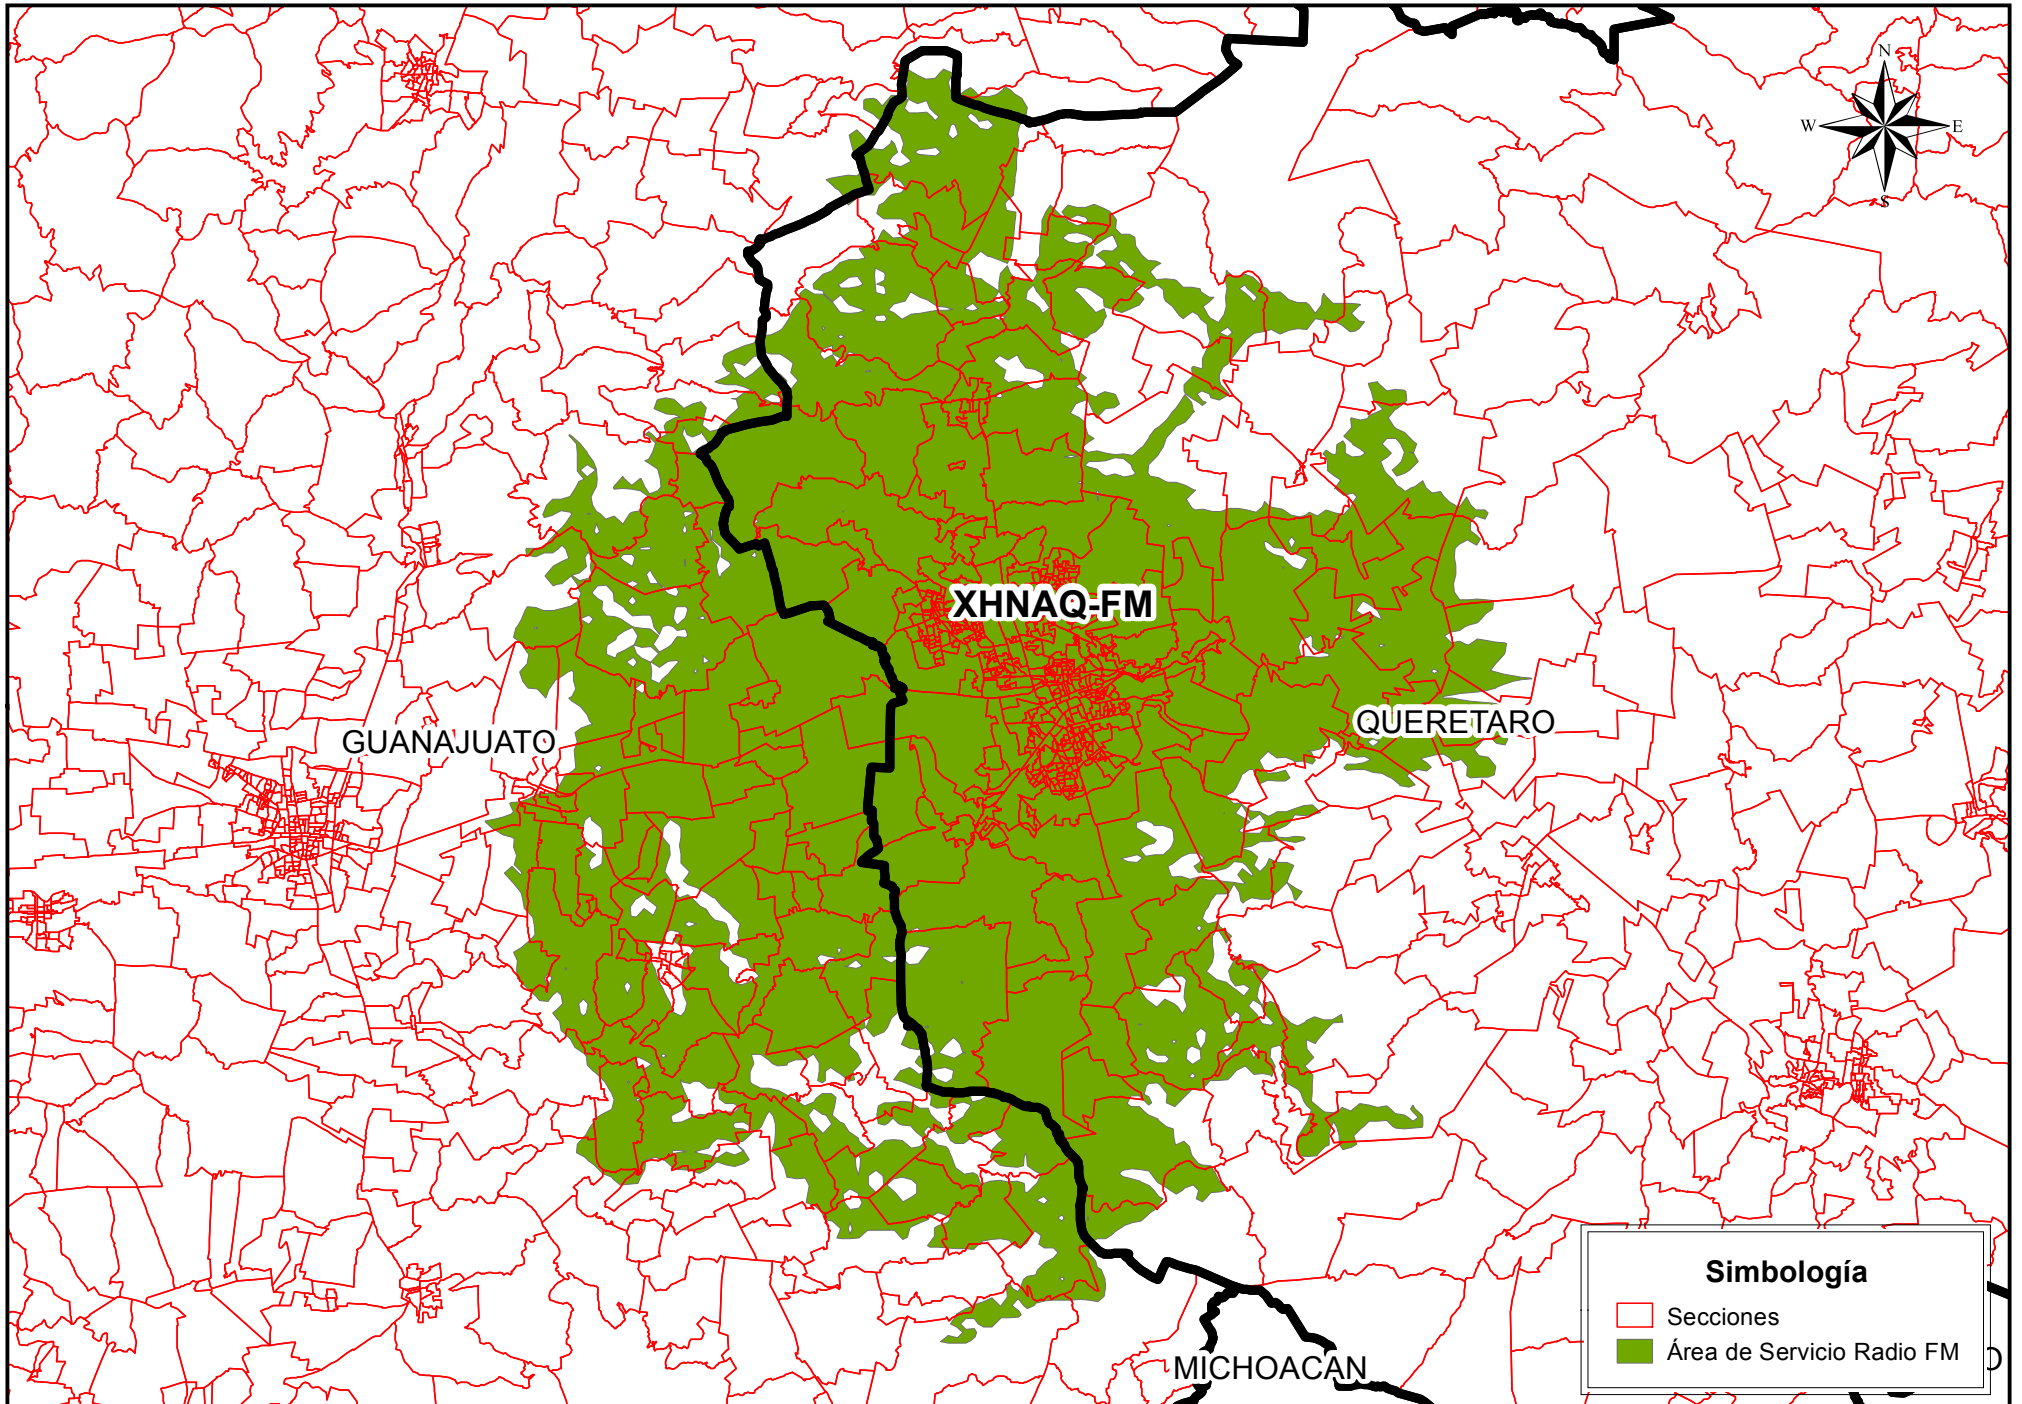 N
W E
S
XHNAQ-FM
GUANAJUATO
QUERETARO
Simbología
Secciones
Área de Servicio Radio FM
MICHOACAN